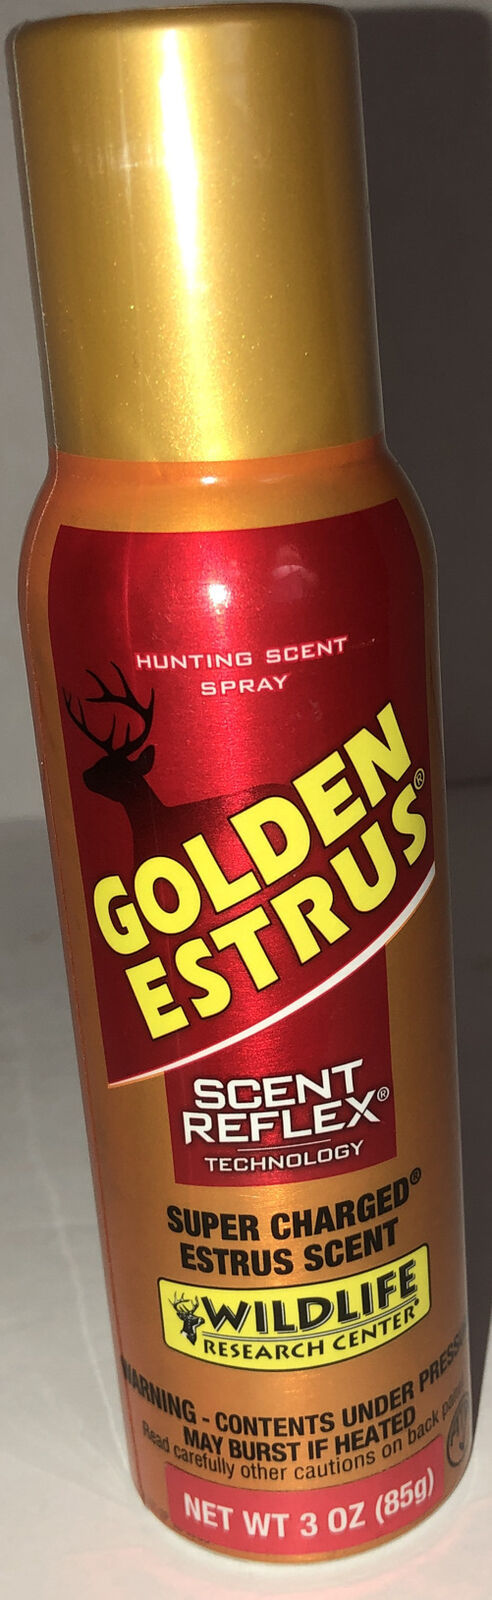 HUNTING SCENT
SPRAY
GOLDEN
ESTRUS®
SCENT
REFLEX®
TECHNOLOGY
SUPER CHARGED®
ESTRUS SCENT
WILDLIFE
RESEARCH CENTER®
WARNING - CONTENTS UNDER
MAY BURST IF HEATED
Read carefully other cautions on back
NET WT 3 OZ (85g)